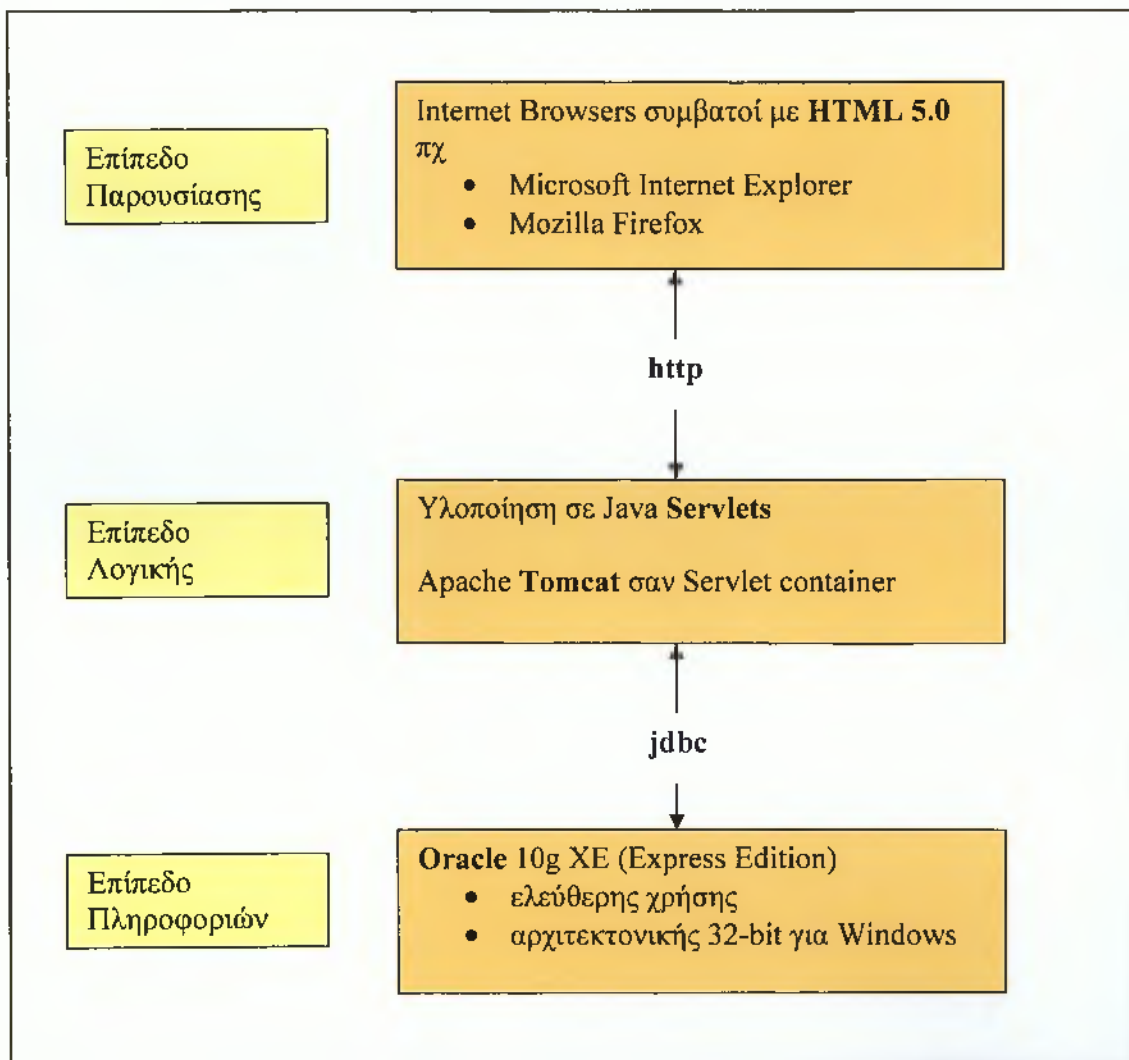 Επίπεδο
Παρουσίασης
Internet Browsers συμβατοί με HTML 5.0
πχ
• Microsoft Internet Explorer
• Mozilla Firefox
http
Επίπεδο
Λογικής
Υλοποίηση σε Java Servlets
Apache Tomcat σαν Servlet container
jdbc
Επίπεδο
Πληροφοριών
Oracle 10g XE (Express Edition)
• ελεύθερης χρήσης
• αρχιτεκτονικής 32-bit για Windows